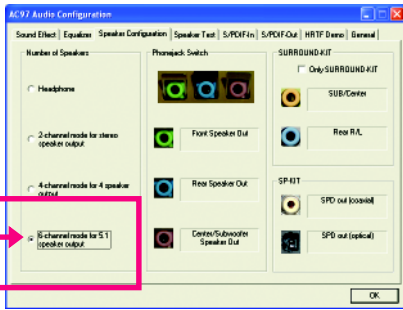 AC97 Audio Configuration
Sound Effect | Equalizer | Speaker Configuration | Speaker Test | S/PDIF-In | S/PDIF-Out | HRTF Demo | General
Number of Speakers
Headphone
2-channel mode for stereo
speaker output
4-channel mode for 4 speaker
output
6-channel mode for 5.1
speaker output
Phonejack Switch
Front Speaker Out
Rear Speaker Out
Center/Subwoofer
Speaker Out
SURROUND-KIT
Only SURROUND-KIT
SUB/Center
Rear R/L
SP-KIT
SPD out (coaxial)
SPD out (optical)
OK